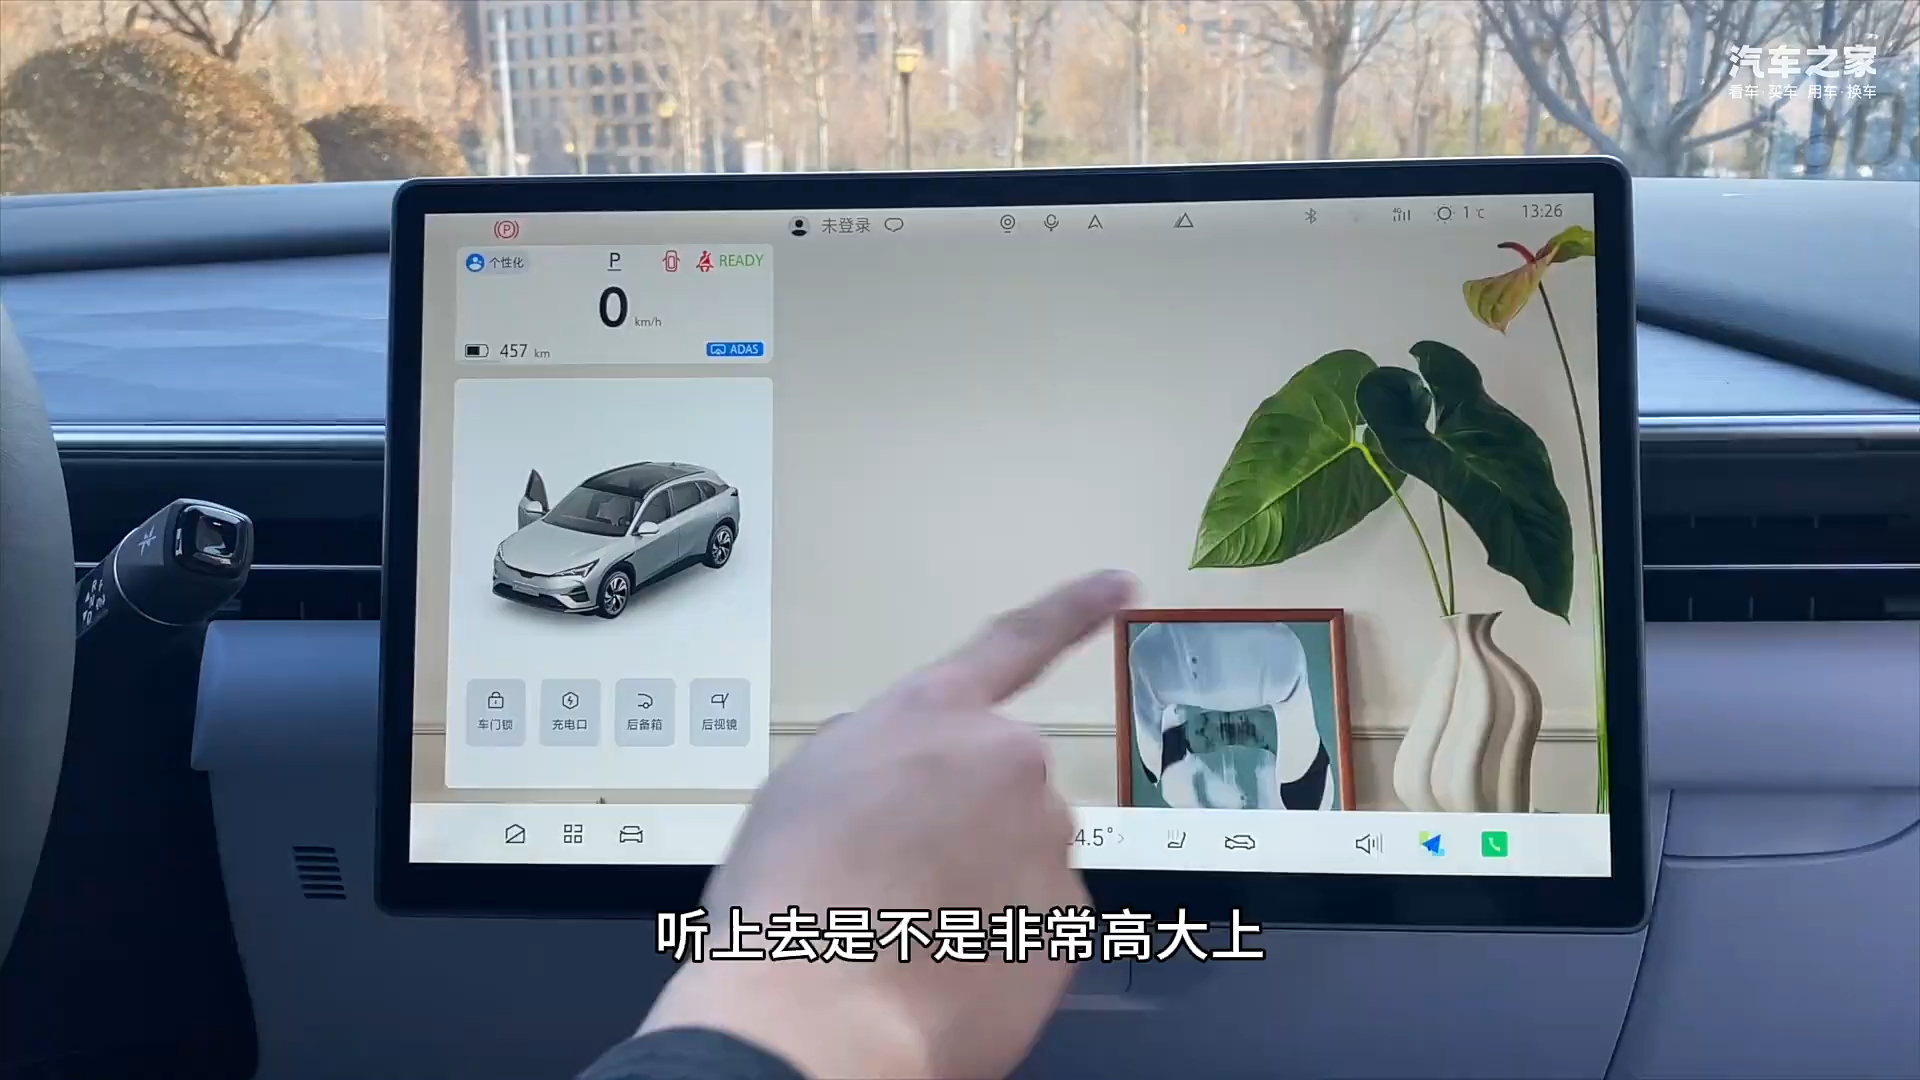 汽车之家
看车·买车·用车·换车
未登录
1℃
13:26
个性化
P
READY
0 km/h
457 km
ADAS
车门锁
充电口
后备箱
后视镜
4.5°
听上去是不是非常高大上